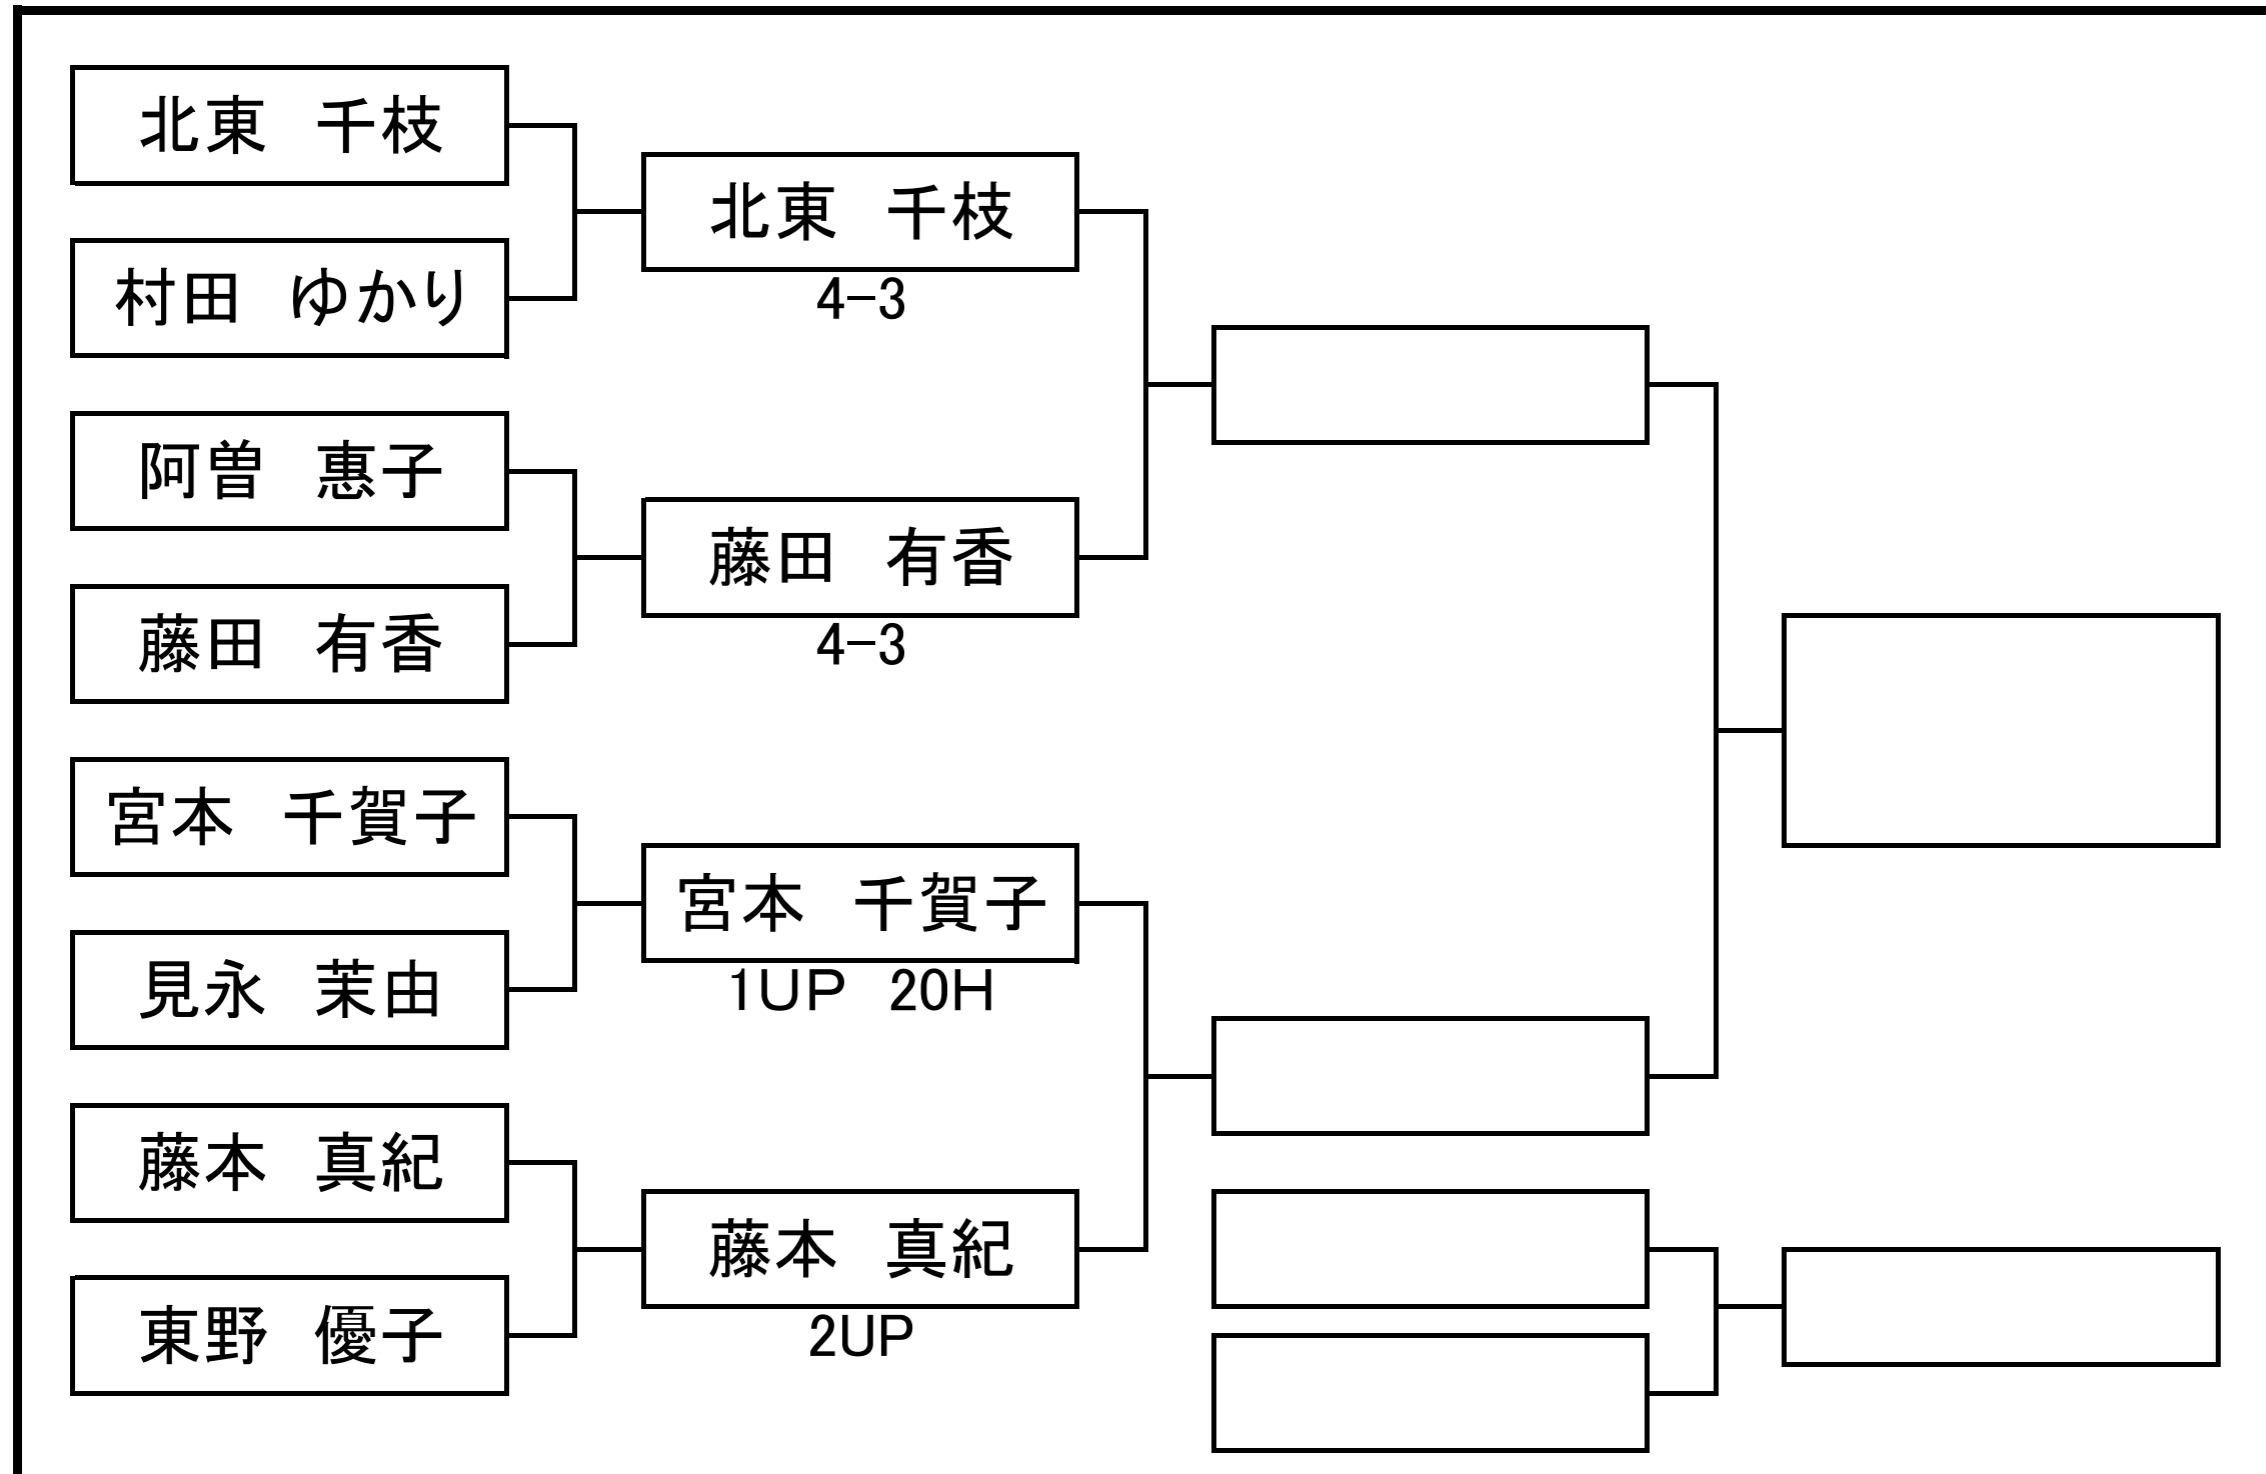 北東　千枝
村田　ゆかり
阿曽　惠子
藤田　有香
宮本　千賀子
見永　茉由
藤本　真紀
東野　優子
北東　千枝
4-3
藤田　有香
4-3
宮本　千賀子
1UP　20H
藤本　真紀
2UP